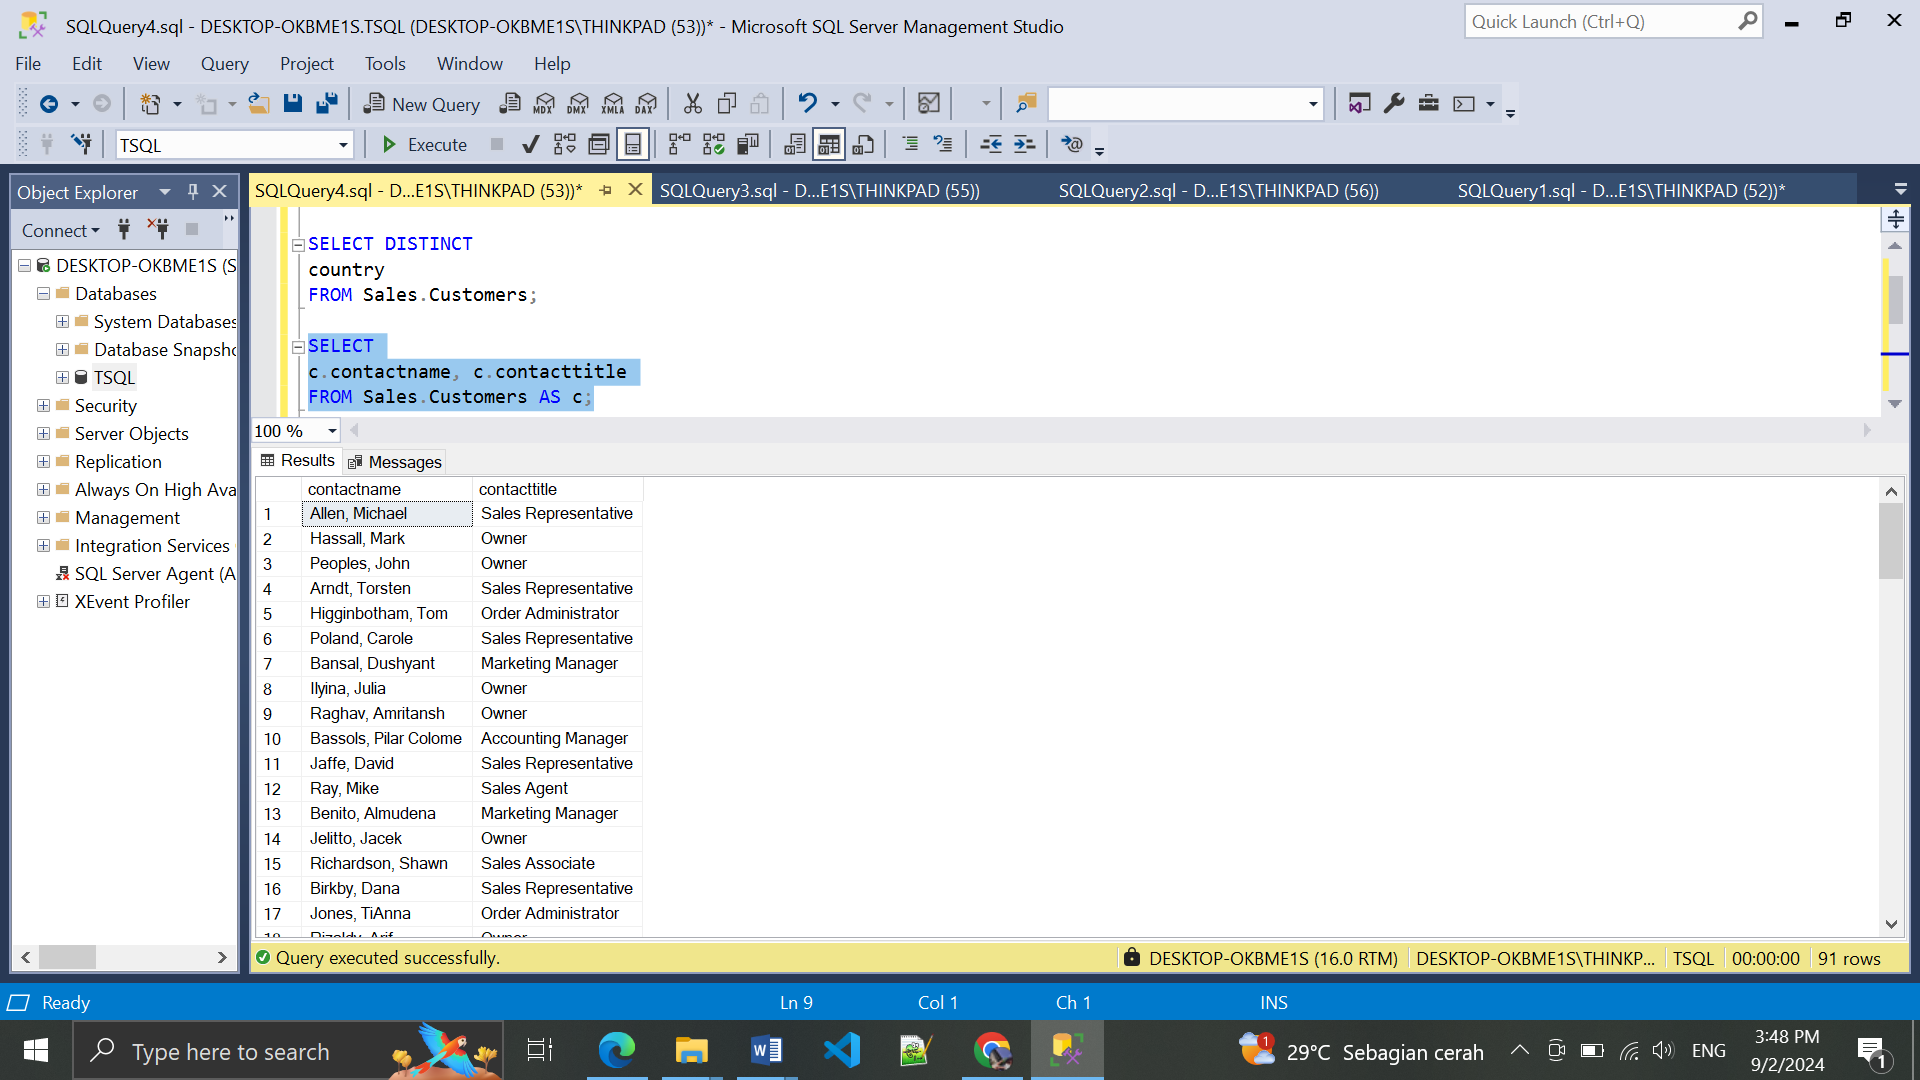 SQLQuery4.sql - DESKTOP-OKBME1S.TSQL (DESKTOP-OKBME1S\THINKPAD (53))* - Microsoft SQL Server Management Studio
Quick Launch (Ctrl+Q)
File Edit View Query Project Tools Window Help
New Query MDX DMX XMLA DAX
TSQL Execute
Object Explorer
SQLQuery4.sql - D...E1S\THINKPAD (53))* SQLQuery3.sql - D...E1S\THINKPAD (55)) SQLQuery2.sql - D...E1S\THINKPAD (56)) SQLQuery1.sql - D...E1S\THINKPAD (52))*
Connect
DESKTOP-OKBME1S (S
Databases
System Databases
Database Snapsho
TSQL
Security
Server Objects
Replication
Always On High Ava
Management
Integration Services
SQL Server Agent (A
XEvent Profiler
SELECT DISTINCT
country
FROM Sales.Customers;
SELECT
c.contactname, c.contacttitle
FROM Sales.Customers AS c;
100 %
Results Messages
contactname contacttitle
1 Allen, Michael Sales Representative
2 Hassall, Mark Owner
3 Peoples, John Owner
4 Arndt, Torsten Sales Representative
5 Higginbotham, Tom Order Administrator
6 Poland, Carole Sales Representative
7 Bansal, Dushyant Marketing Manager
8 Ilyina, Julia Owner
9 Raghav, Amritansh Owner
10 Bassols, Pilar Colome Accounting Manager
11 Jaffe, David Sales Representative
12 Ray, Mike Sales Agent
13 Benito, Almudena Marketing Manager
14 Jelitto, Jacek Owner
15 Richardson, Shawn Sales Associate
16 Birkby, Dana Sales Representative
17 Jones, TiAnna Order Administrator
18 Rizaldy, Arif Owner
Query executed successfully. DESKTOP-OKBME1S (16.0 RTM) DESKTOP-OKBME1S\THINKP... TSQL 00:00:00 91 rows
Ready Ln 9 Col 1 Ch 1 INS
Type here to search
1 29°C Sebagian cerah ENG 3:48 PM
9/2/2024 1